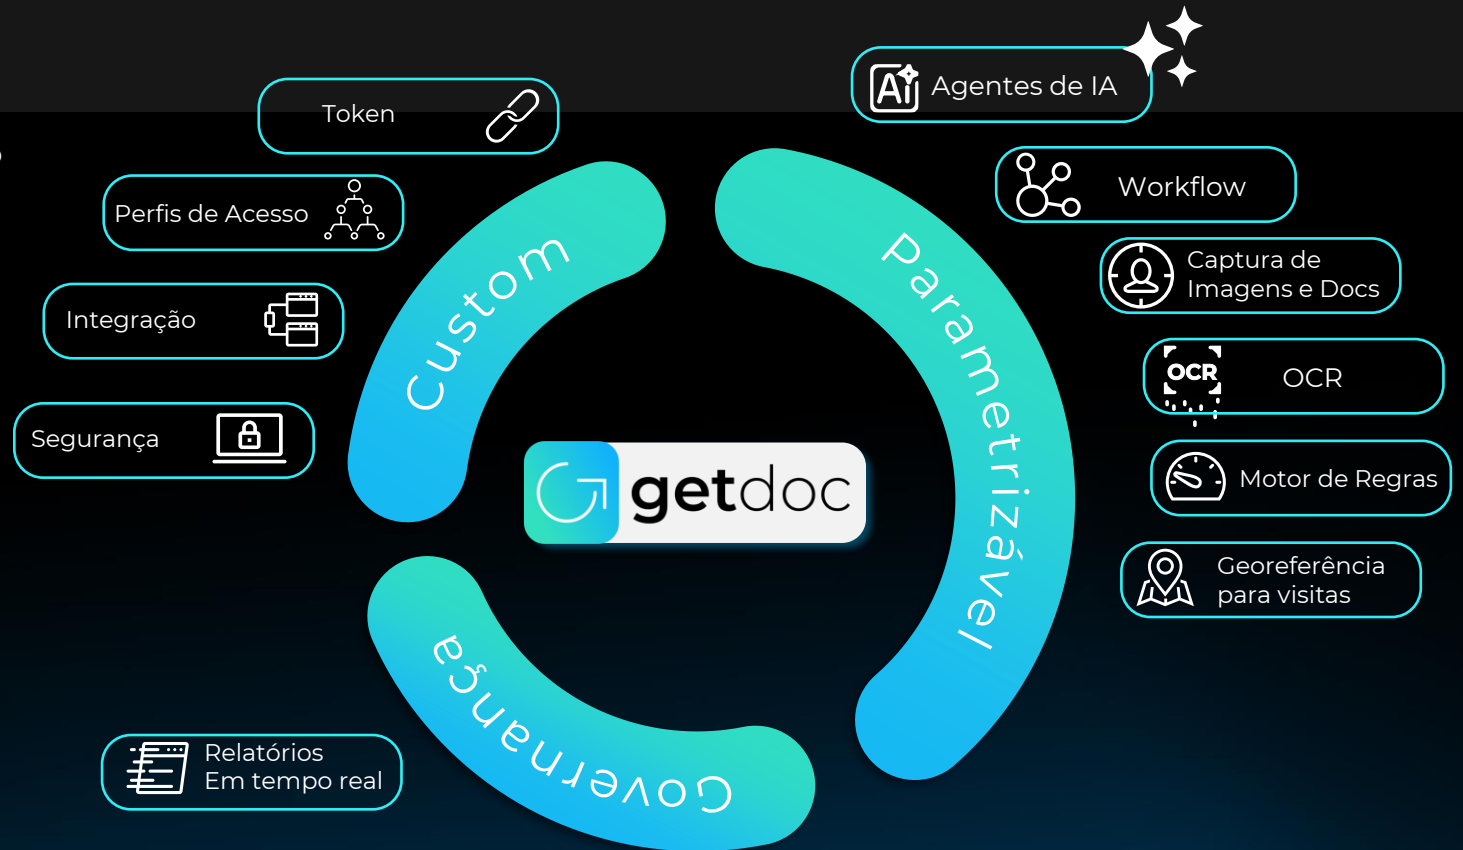 Token
Perfis de Acesso
Integração
Segurança
Custom
getdoc
Governança
Relatórios
Em tempo real
Parametrizável
Ai
Agentes de IA
Workflow
Captura de
Imagens e Docs
OCR
OCR
Motor de Regras
Georeferência
para visitas